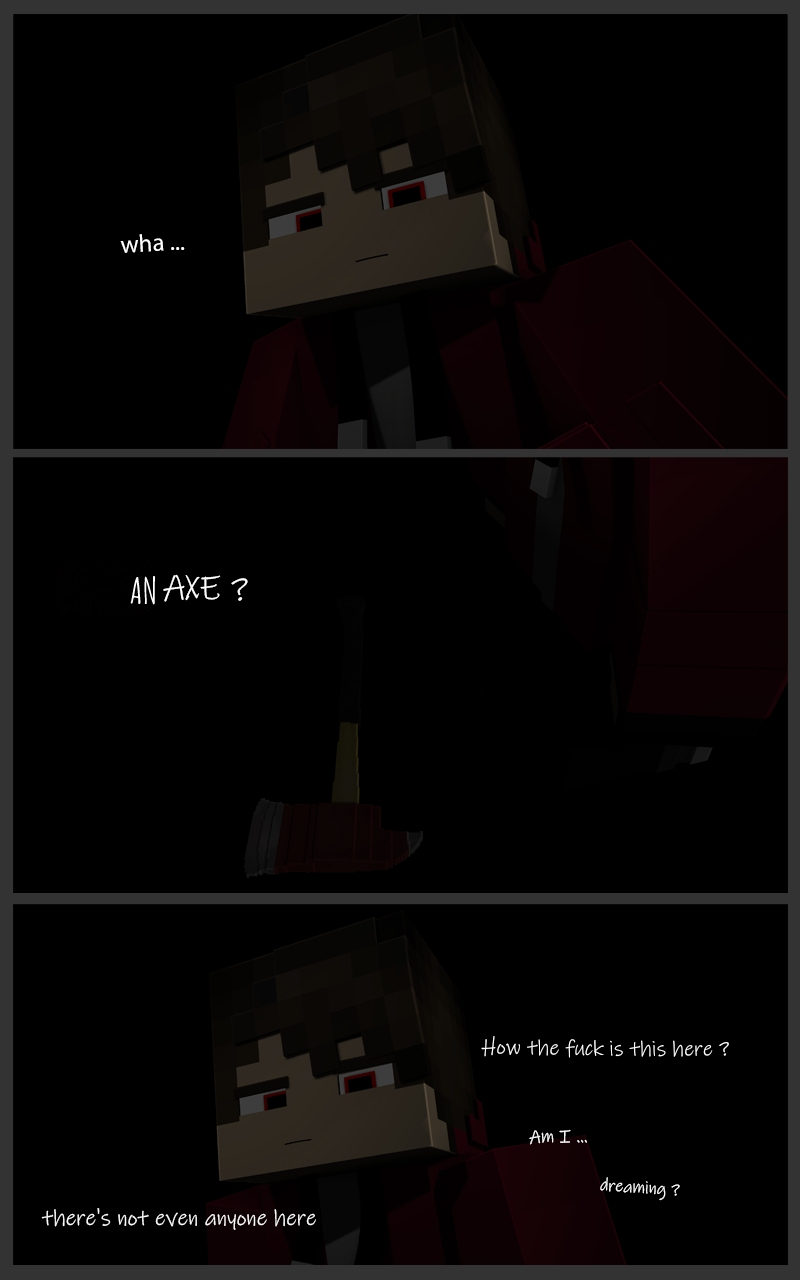 wha ...
AN AXE ?
How the fuck is this here ?
Am I ...
dreaming ?
there's not even anyone here